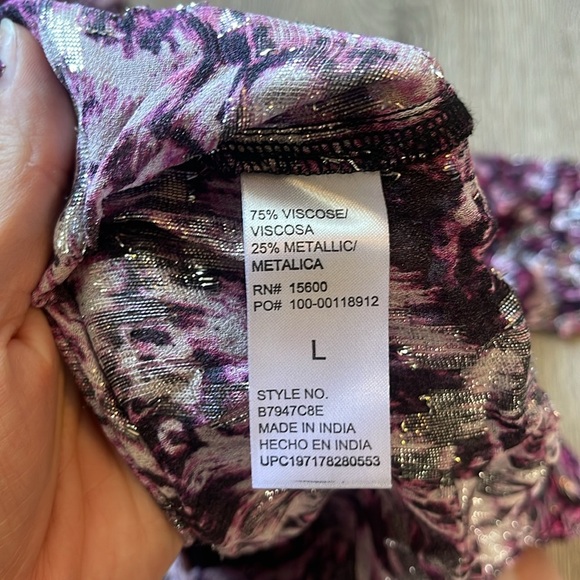 75% VISCOSE/
VISCOSA
25% METALLIC/
METALICA
RN# 15600
PO# 100-00118912
L
STYLE NO.
B7947C8E
MADE IN INDIA
HECHO EN INDIA
UPC197178280553